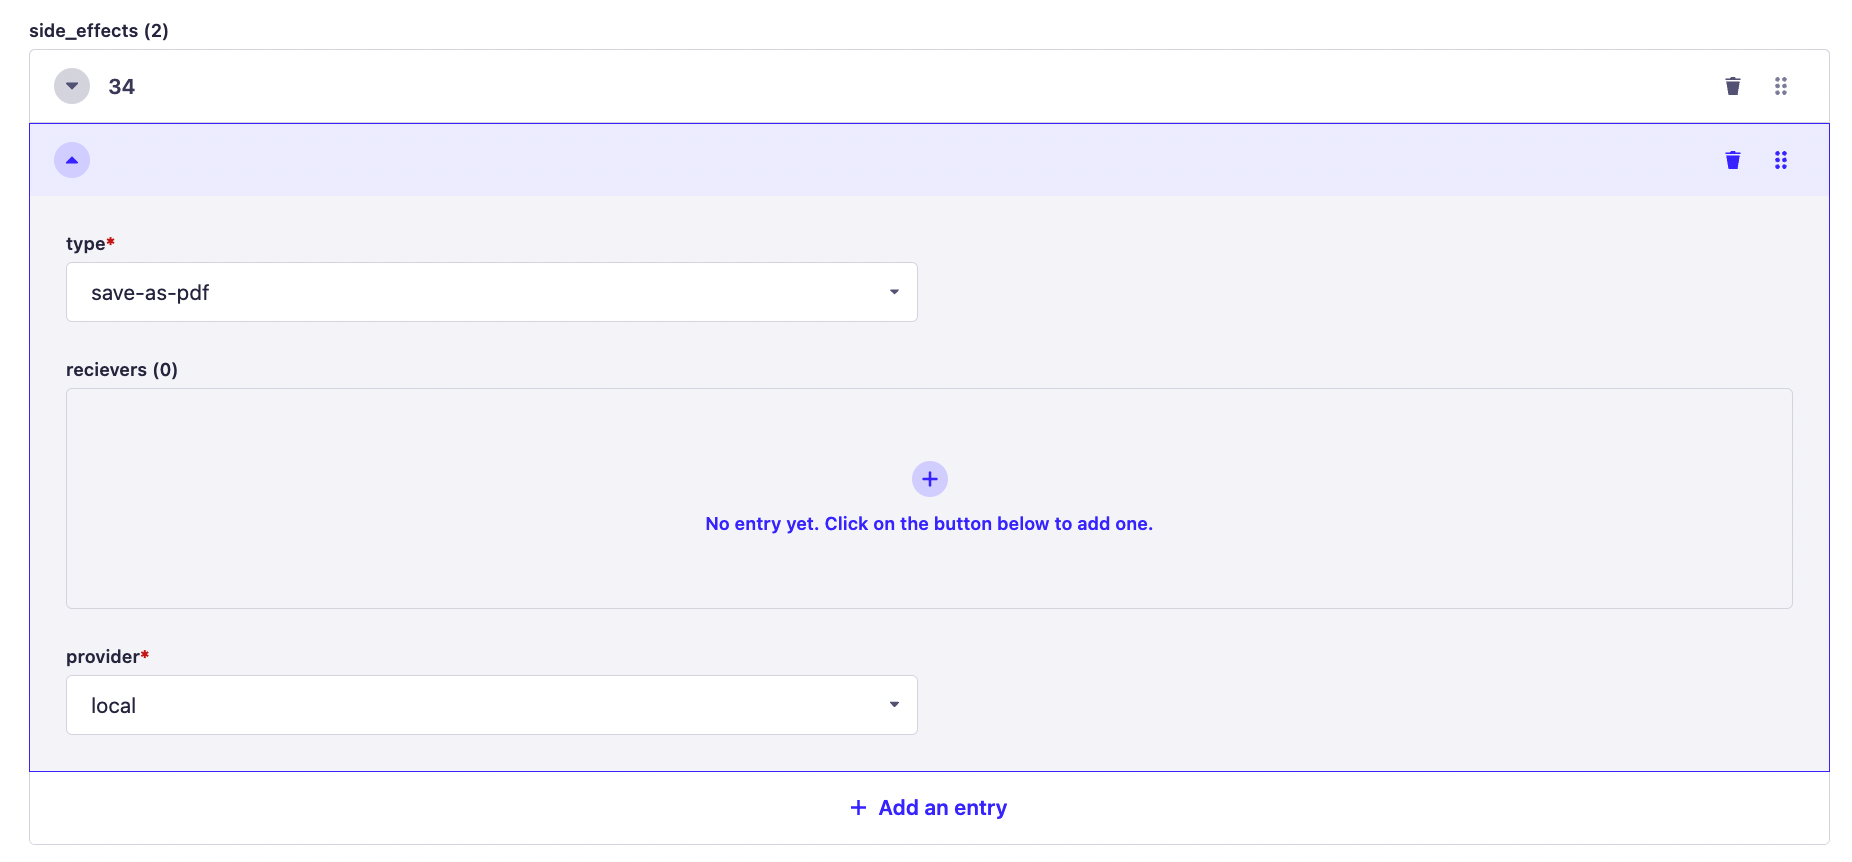 side_effects (2)
34
type*
save-as-pdf
recievers (0)
No entry yet. Click on the button below to add one.
provider*
local
Add an entry